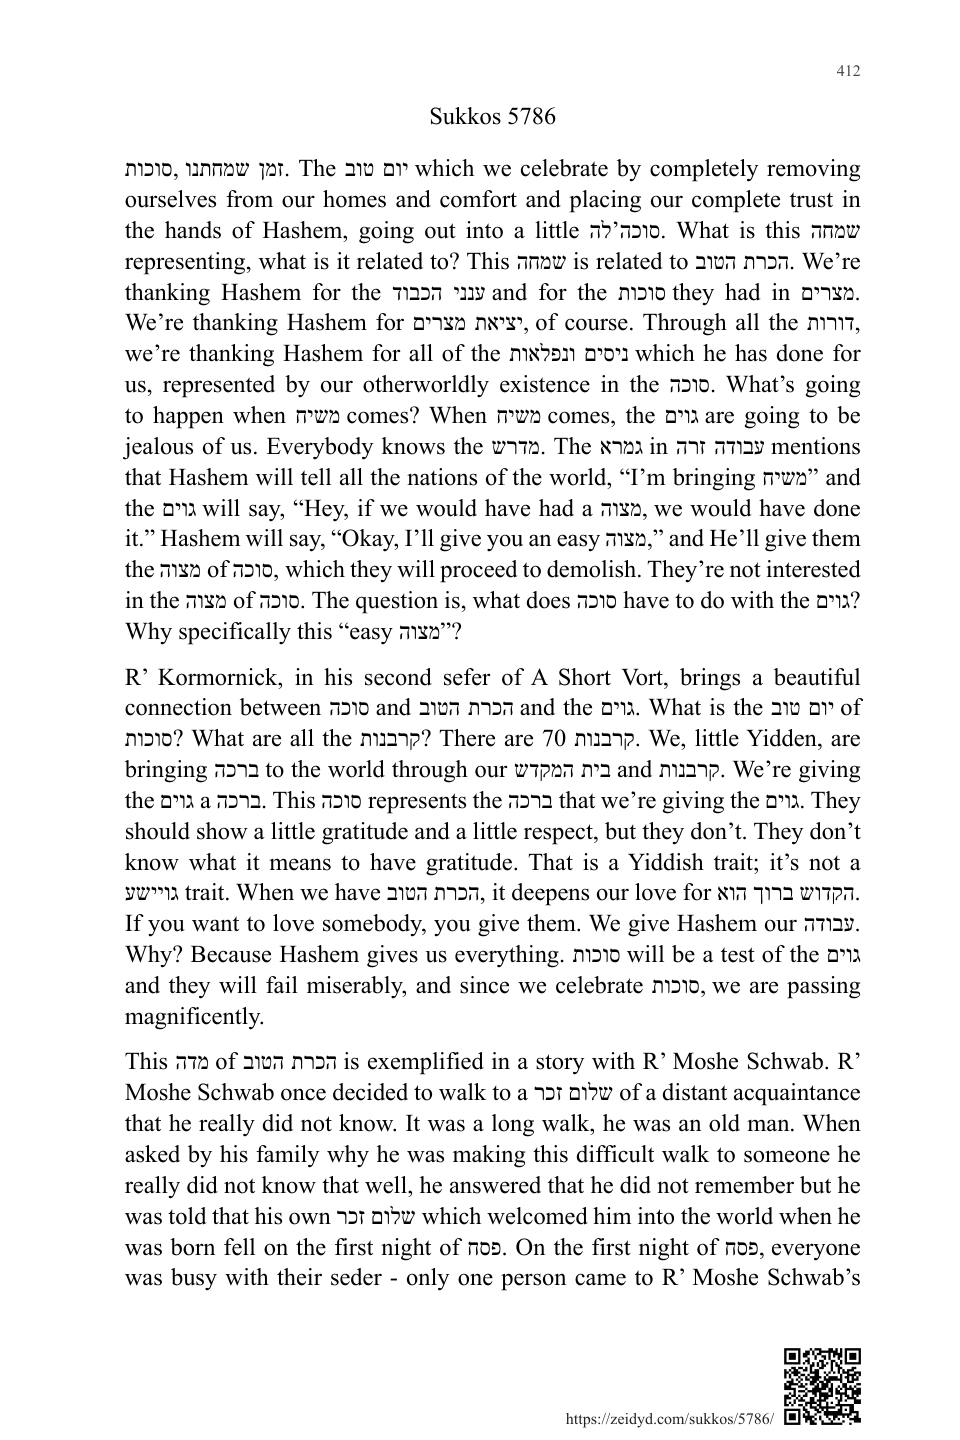 412
Sukkos 5786
סוכות, זמן שמחתנו. The יום טוב which we celebrate by completely removing
ourselves from our homes and comfort and placing our complete trust in
the hands of Hashem, going out into a little סוכה’לה. What is this שמחה
representing, what is it related to? This שמחה is related to הכרת הטוב. We’re
thanking Hashem for the ענני הכבוד and for the סוכות they had in מצרים.
We’re thanking Hashem for יציאת מצרים, of course. Through all the דורות,
we’re thanking Hashem for all of the ניסים ונפלאות which he has done for
us, represented by our otherworldly existence in the סוכה. What’s going
to happen when משיח comes? When משיח comes, the גוים are going to be
jealous of us. Everybody knows the מדרש. The גמרא in עבודה זרה mentions
that Hashem will tell all the nations of the world, “I’m bringing משיח” and
the גוים will say, “Hey, if we would have had a מצוה, we would have done
it.” Hashem will say, “Okay, I’ll give you an easy מצוה,” and He’ll give them
the מצוה of סוכה, which they will proceed to demolish. They’re not interested
in the מצוה of סוכה. The question is, what does סוכה have to do with the גוים?
Why specifically this “easy מצוה”?
R’ Kormornick, in his second sefer of A Short Vort, brings a beautiful
connection between סוכה and הכרת הטוב and the גוים. What is the יום טוב of
סוכות? What are all the קרבנות? There are 70 קרבנות. We, little Yidden, are
bringing ברכה to the world through our בית המקדש and קרבנות. We’re giving
the גוים a ברכה. This סוכה represents the ברכה that we’re giving the גוים. They
should show a little gratitude and a little respect, but they don’t. They don’t
know what it means to have gratitude. That is a Yiddish trait; it’s not a
גויישע trait. When we have הכרת הטוב, it deepens our love for הקדוש ברוך הוא.
If you want to love somebody, you give them. We give Hashem our עבודה.
Why? Because Hashem gives us everything. סוכות will be a test of the גוים
and they will fail miserably, and since we celebrate סוכות, we are passing
magnificently.
This מדה of הכרת הטוב is exemplified in a story with R’ Moshe Schwab. R’
Moshe Schwab once decided to walk to a שלום זכר of a distant acquaintance
that he really did not know. It was a long walk, he was an old man. When
asked by his family why he was making this difficult walk to someone he
really did not know that well, he answered that he did not remember but he
was told that his own שלום זכר which welcomed him into the world when he
was born fell on the first night of פסח. On the first night of פסח, everyone
was busy with their seder - only one person came to R’ Moshe Schwab’s
https://zeidyd.com/sukkos/5786/